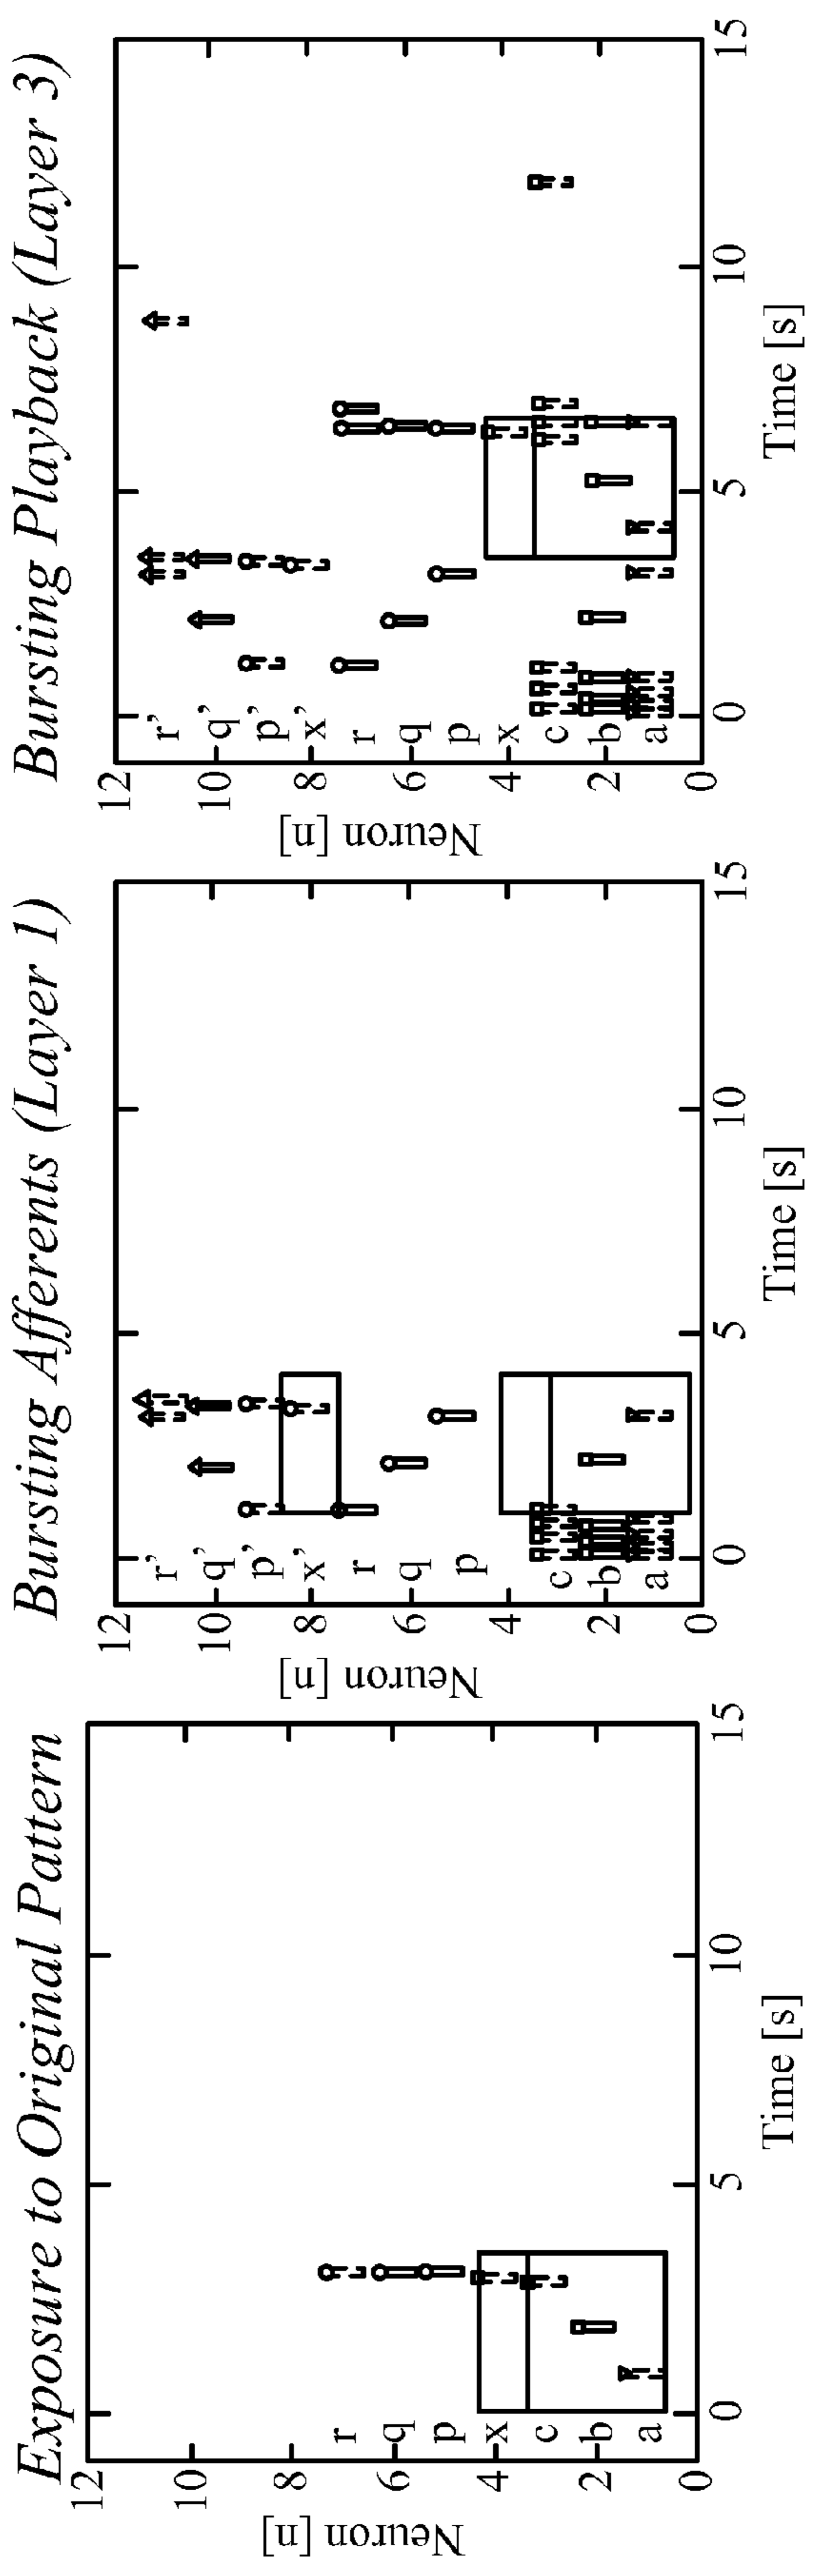 Exposure to Original Pattern
Neuron [n]
12
10
8
6
4
2
0
r
q
p
x
c
b
a
0
5
10
15
Time [s]
Bursting Afferents (Layer 1)
Neuron [n]
12
10
8
6
4
2
0
r’
q’
p’
x’
r
q
p
c
b
a
0
5
10
15
Time [s]
Bursting Playback (Layer 3)
Neuron [n]
12
10
8
6
4
2
0
r’
q’
p’
x’
r
q
p
x
c
b
a
0
5
10
15
Time [s]